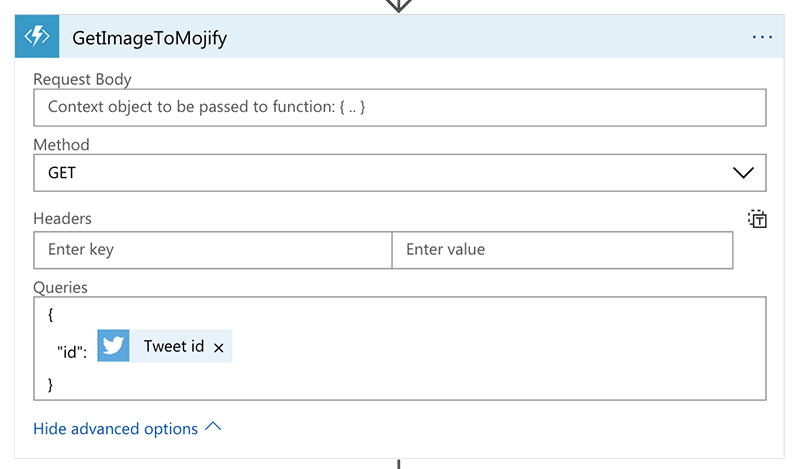 GetImageToMojify
...
Request Body
Context object to be passed to function: { .. }
Method
GET
Headers
T
Enter key Enter value
Queries
{
"id": Tweet id ×
}
Hide advanced options